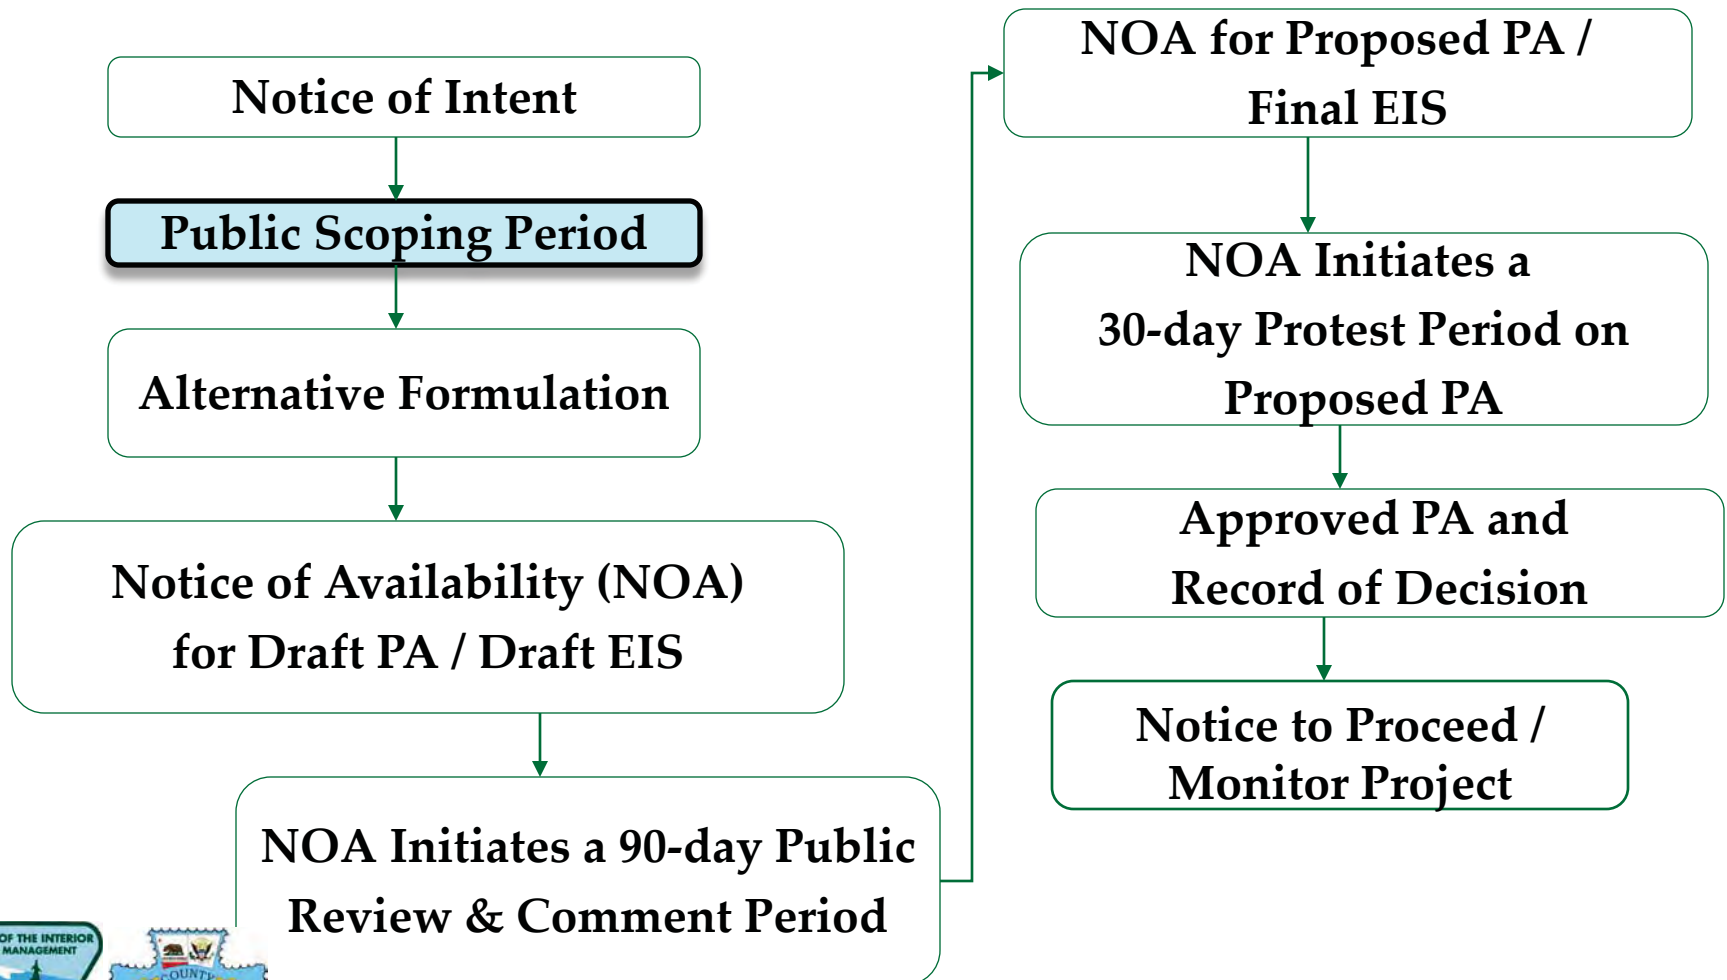 Notice of Intent
Public Scoping Period
Alternative Formulation
Notice of Availability (NOA)
for Draft PA / Draft EIS
NOA Initiates a 90-day Public
Review & Comment Period
NOA for Proposed PA /
Final EIS
NOA Initiates a
30-day Protest Period on
Proposed PA
Approved PA and
Record of Decision
Notice to Proceed /
Monitor Project
OF THE INTERIOR
MANAGEMENT
COUNTY